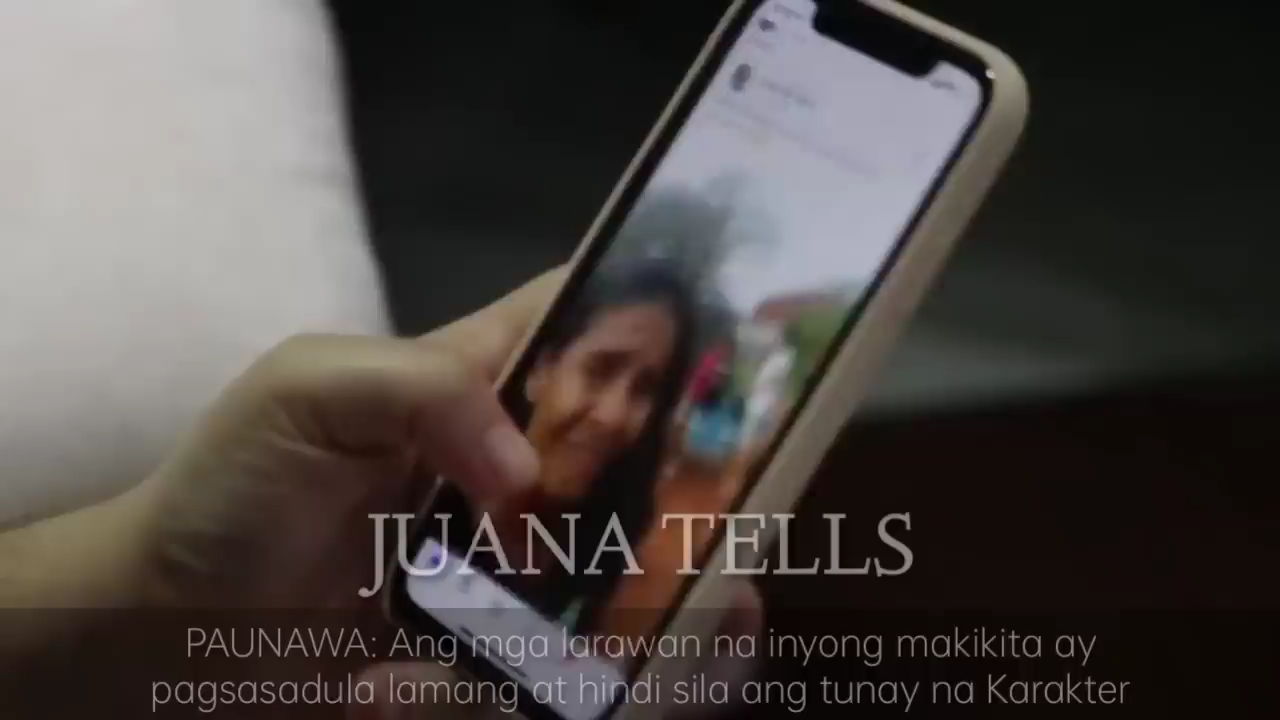 JUANA TELLS
PAUNAWA: Ang mga larawan na inyong makikita ay
pagsasadula lamang at hindi sila ang tunay na Karakter